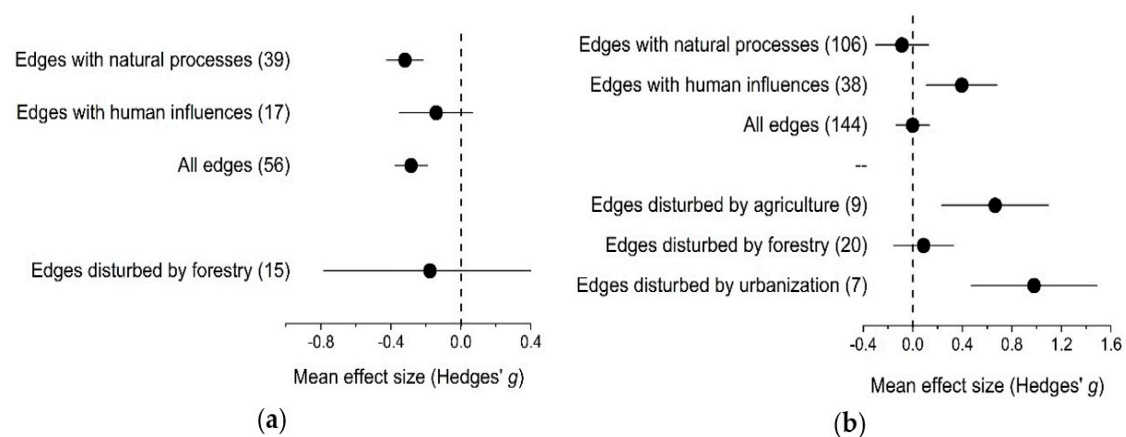 Edges with natural processes (39)
Edges with human influences (17)
All edges (56)
Edges disturbed by forestry (15)
-0.8 -0.4 0.0 0.4
Mean effect size (Hedges' g)
(a)
Edges with natural processes (106)
Edges with human influences (38)
All edges (144)
--
Edges disturbed by agriculture (9)
Edges disturbed by forestry (20)
Edges disturbed by urbanization (7)
-0.4 0.0 0.4 0.8 1.2 1.6
Mean effect size (Hedges' g)
(b)